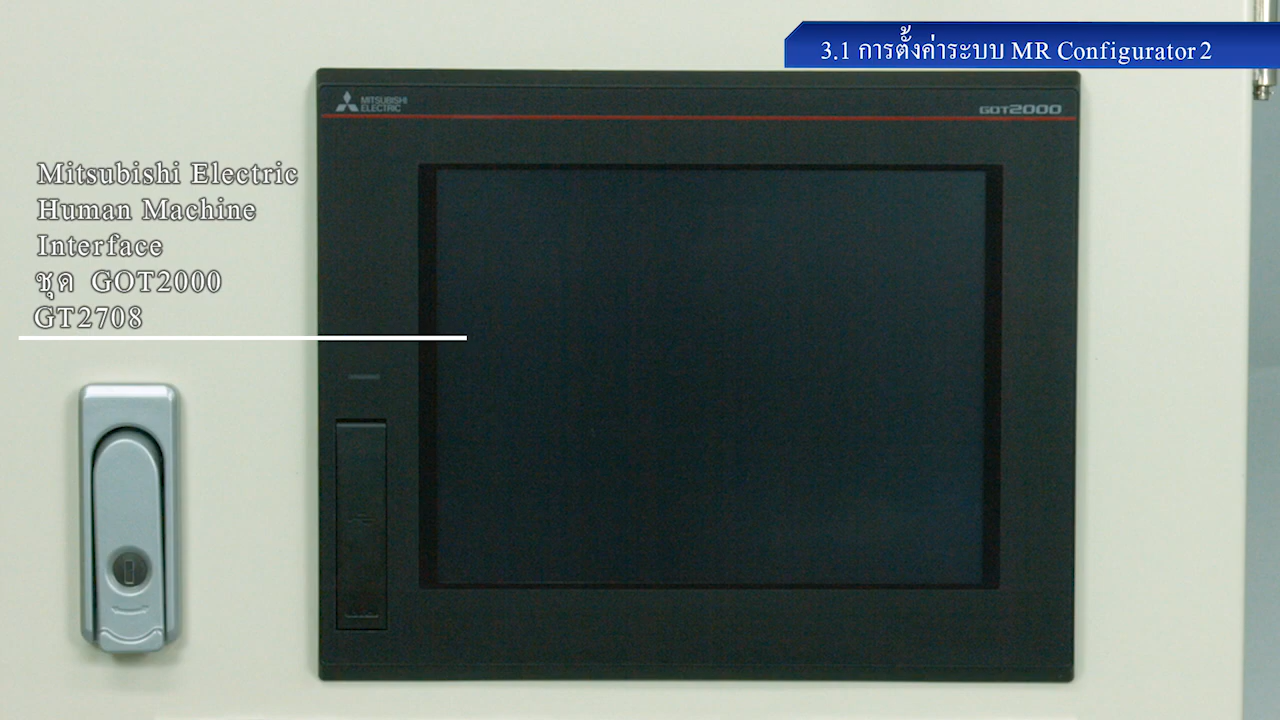 3.1 การตั้งค่าระบบ MR Configurator2
MITSUBISHI
ELECTRIC
GOT2000
Mitsubishi Electric
Human Machine
Interface
ชุด GOT2000
GT2708